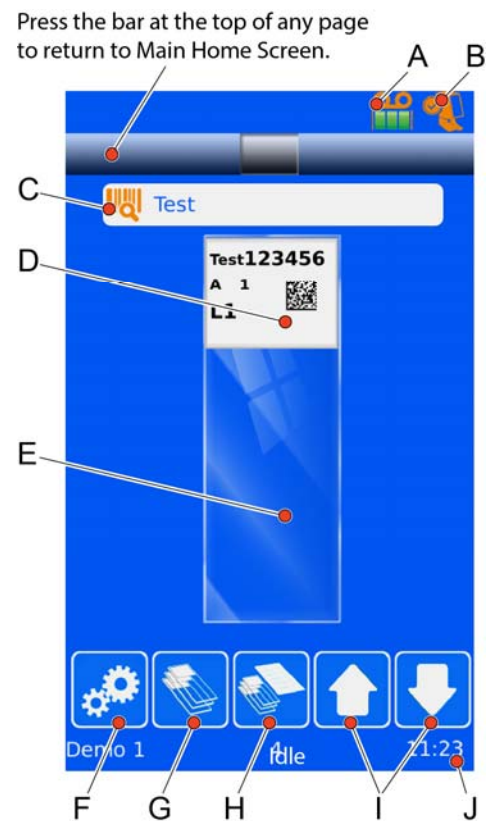 Press the bar at the top of any page
to return to Main Home Screen.
A B
C Test
D Test123456
A 1
L1
E
Demo 1 Idle 11:23
F G H I J